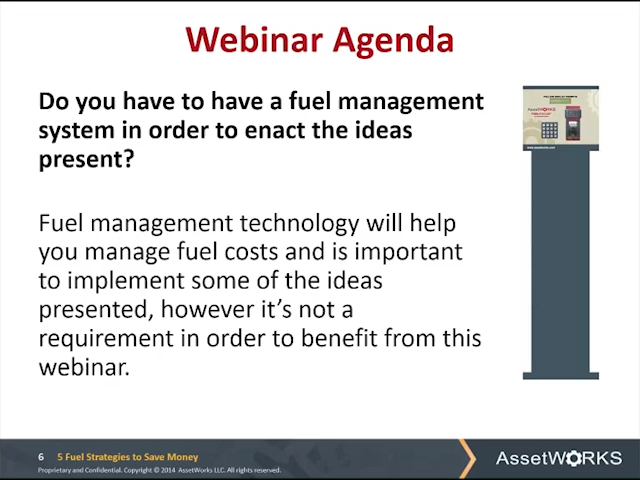 Webinar Agenda
Do you have to have a fuel management
system in order to enact the ideas
present?
Fuel management technology will help
you manage fuel costs and is important
to implement some of the ideas
presented, however it's not a
requirement in order to benefit from this
webinar.
AssetWORKS
6 5 Fuel Strategies to Save Money
Proprietary and Confidential. Copyright © 2014 AssetWorks LLC. All rights reserved.
AssetWORKS